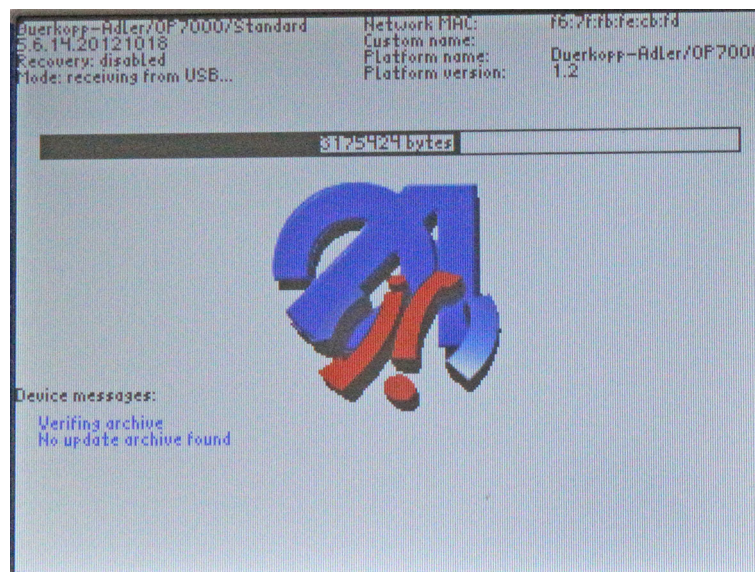 Duerkopp-Adler/OP7000/Standard
5.6.14.20121018
Recovery: disabled
Mode: receiving from USB...
Network MAC: f6:7f:fb:fe:cb:fd
Custom name:
Platform name: Duerkopp-Adler/OP7000
Platform version: 1.2
3175424 bytes
Device messages:
Verifing archive
No update archive found